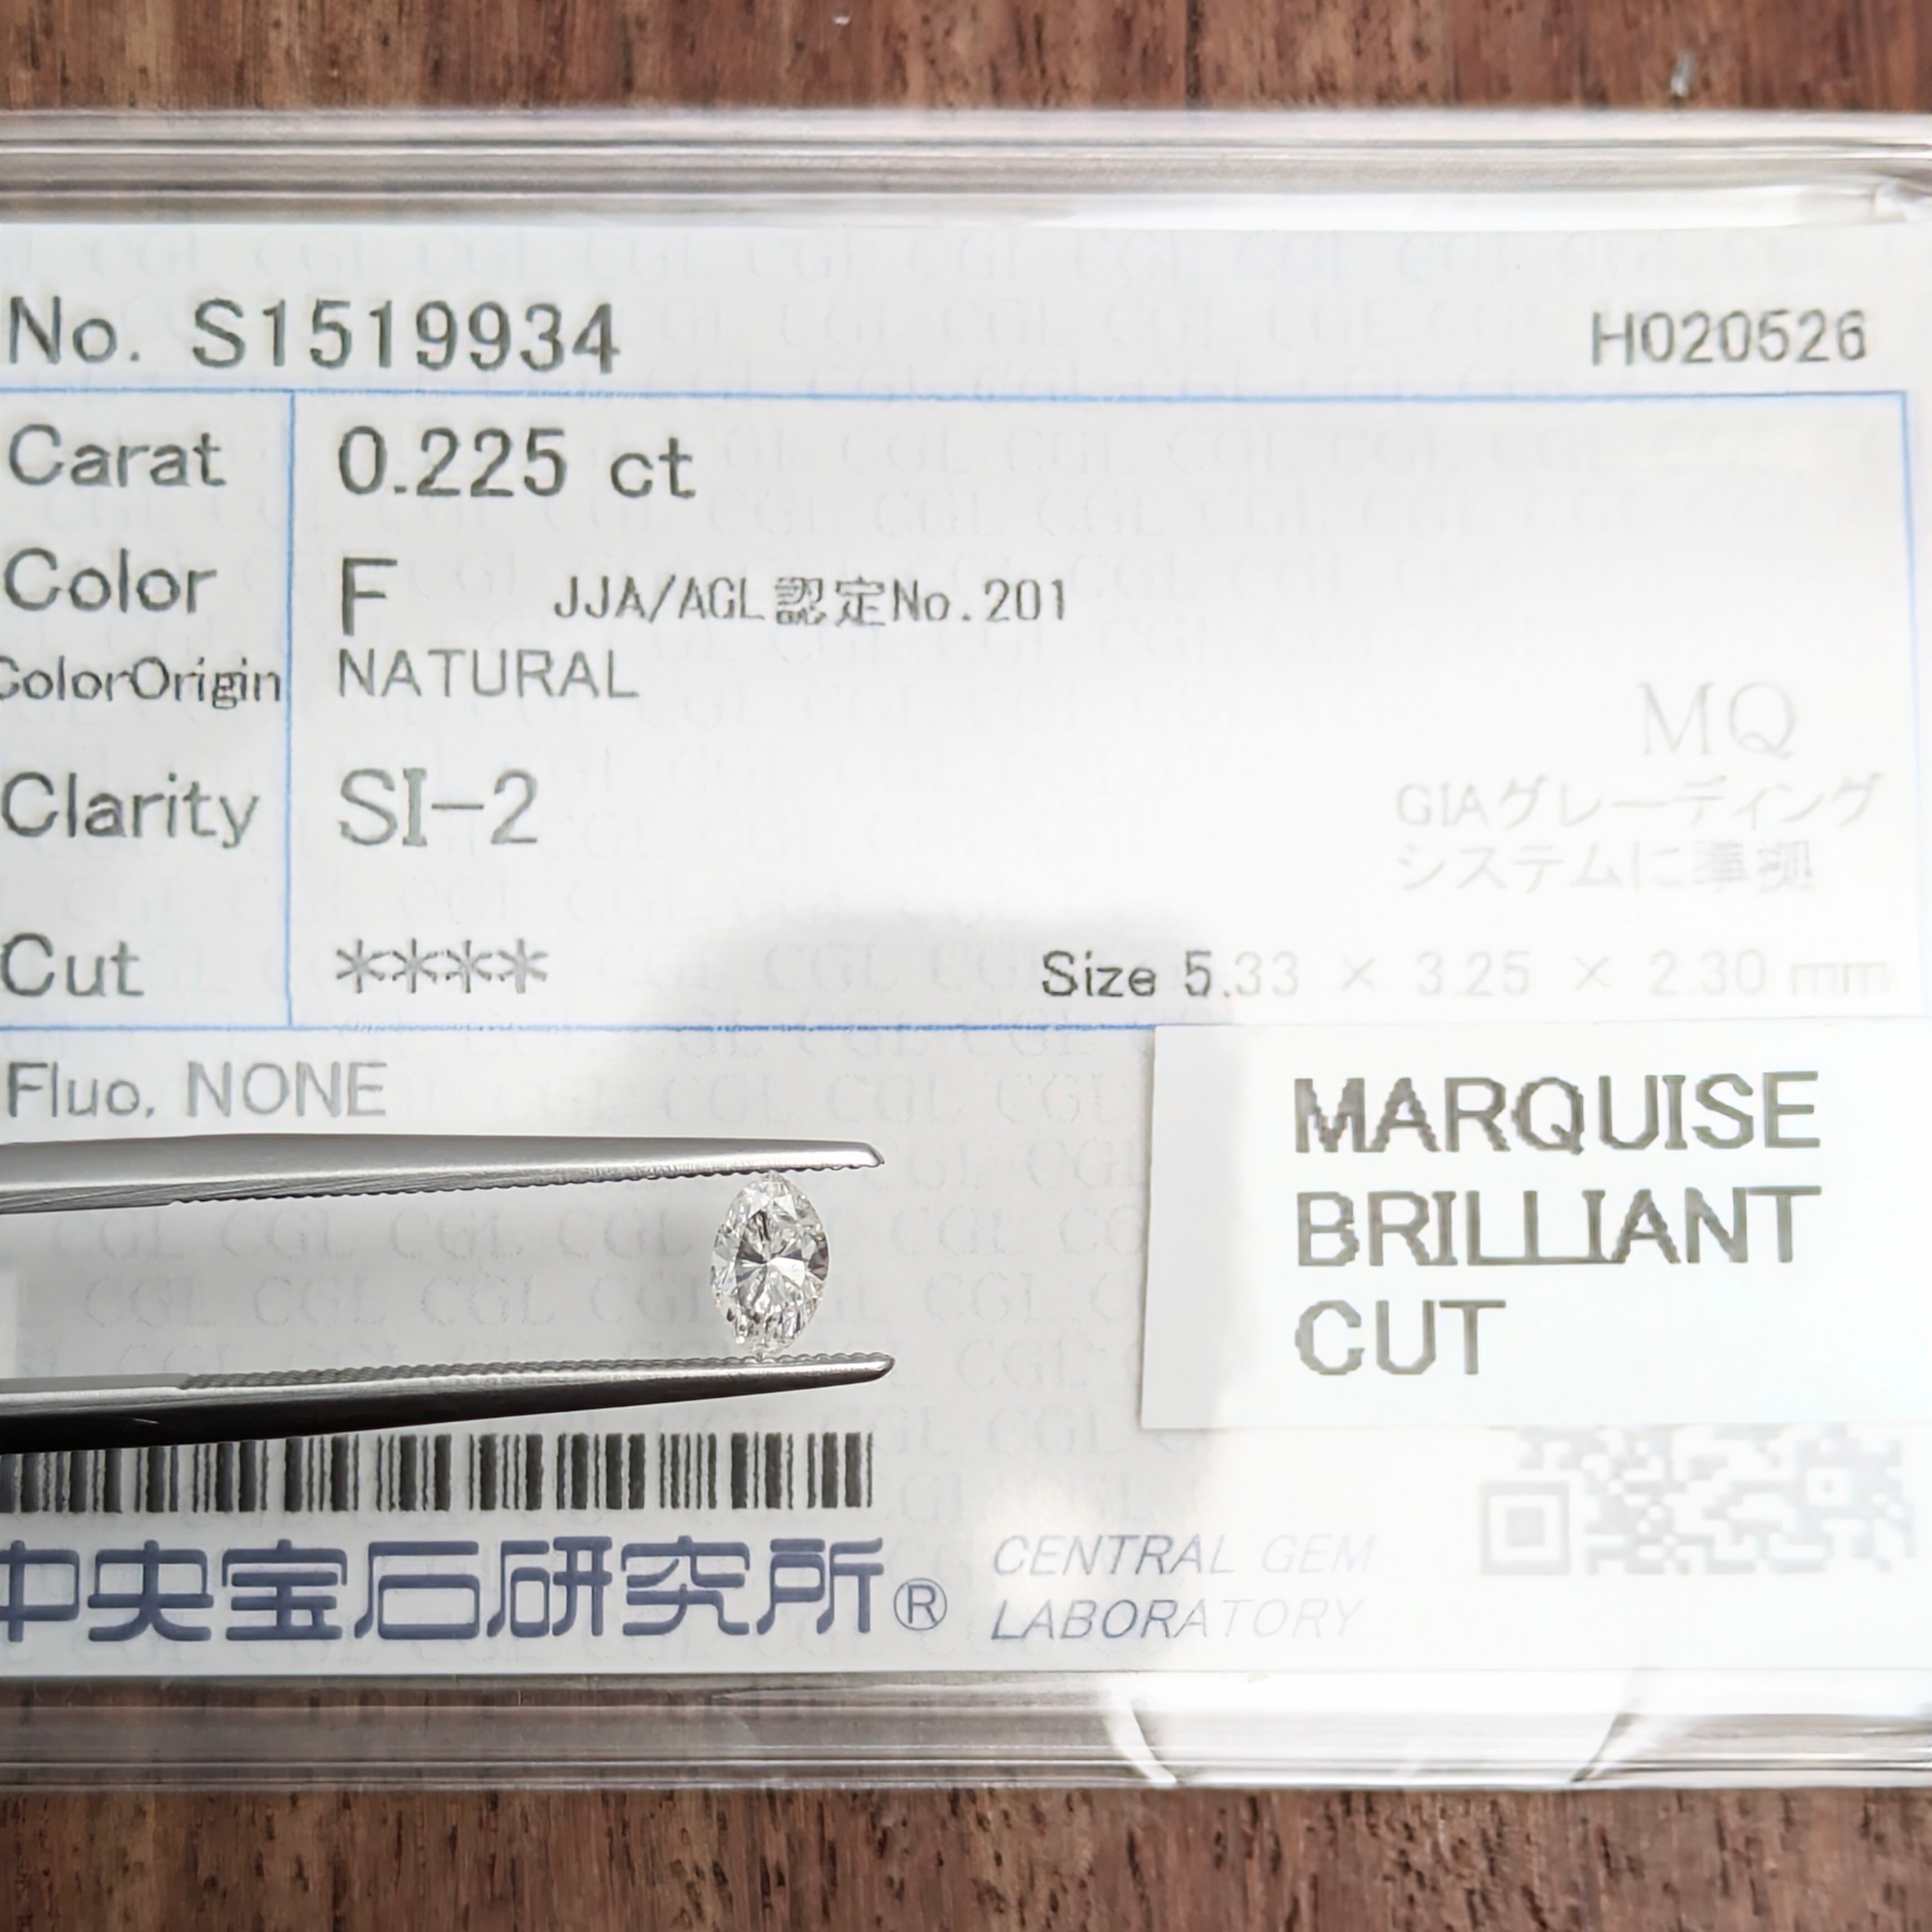 No. S1519934 H020526
Carat 0.225 ct
Color F JJA/AGL認定No.201
ColorOrigin NATURAL
MQ
Clarity SI-2
GIAグレーディング
システムに準拠
Cut ****
Size 5.33 × 3.25 × 2.30 mm
Fluo. NONE
MARQUISE
BRILLIANT
CUT
中央宝石研究所®
CENTRAL GEM
LABORATORY